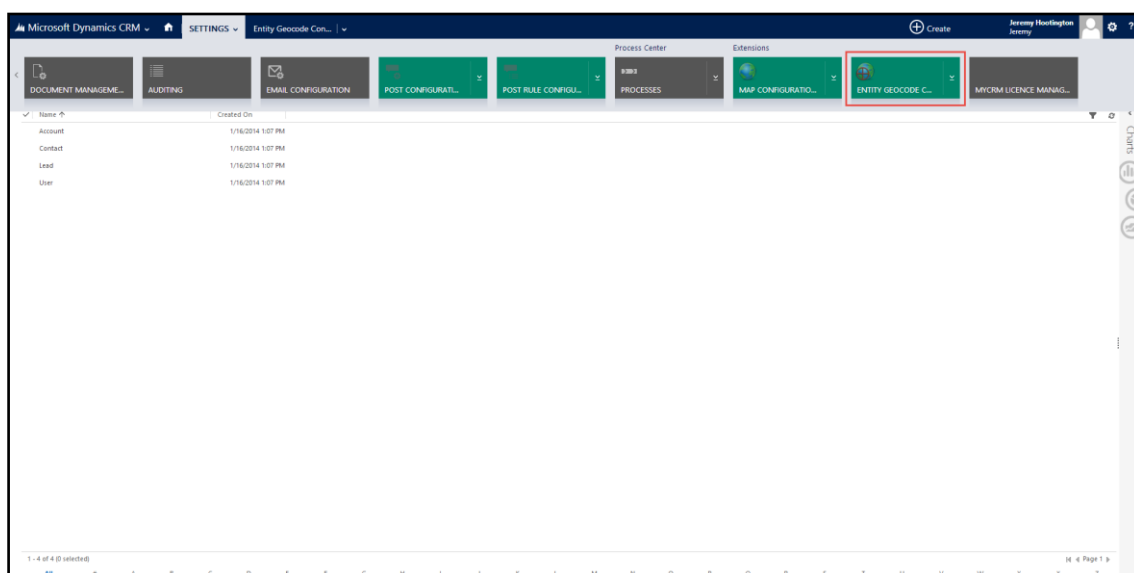 Microsoft Dynamics CRM SETTINGS Entity Geocode Con... Create Jeremy Hootington
Jeremy
?
Process Center Extensions
DOCUMENT MANAGEME... AUDITING EMAIL CONFIGURATION POST CONFIGURATI... POST RULE CONFIGU... PROCESSES MAP CONFIGURATIO... ENTITY GEOCODE C... MYCRM LICENCE MANAG...
Name Created On
Account 1/16/2014 1:07 PM
Contact 1/16/2014 1:07 PM
Lead 1/16/2014 1:07 PM
User 1/16/2014 1:07 PM
Charts
1 - 4 of 4 (0 selected) Page 1